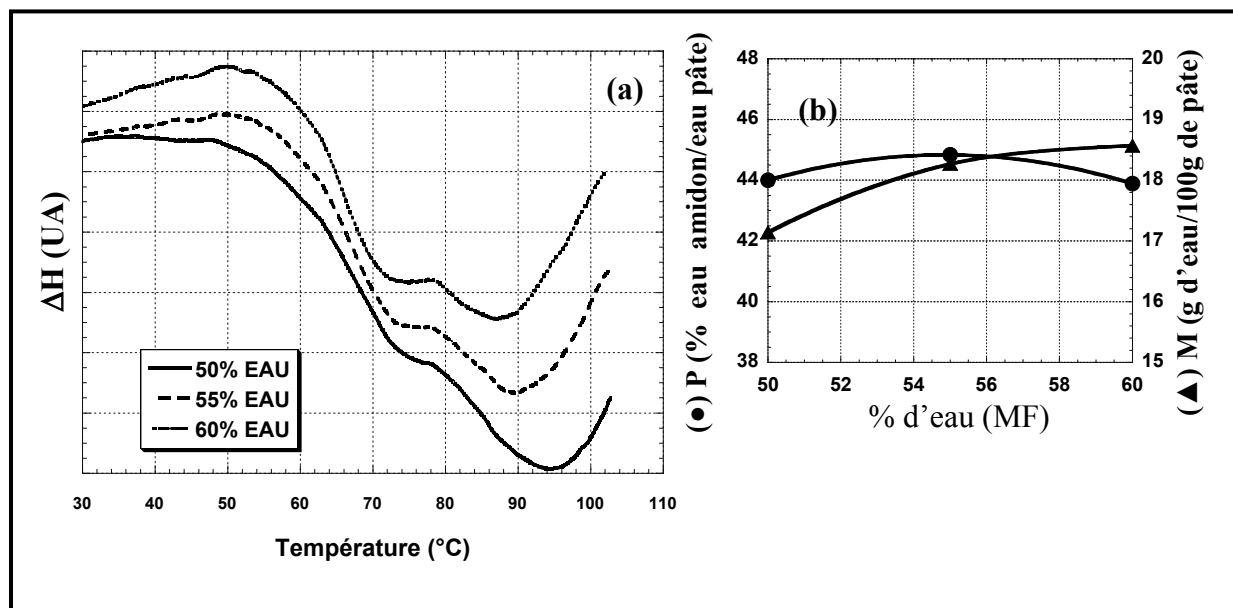 (a)
ΔH (UA)
50% EAU
55% EAU
60% EAU
30 40 50 60 70 80 90 100 110
Température (°C)
(b)
(●) P (% eau amidon/eau pâte)
48
46
44
42
40
38
20
19
18
17
16
15
(▲) M (g d'eau/100g de pâte)
50 52 54 56 58 60
% d'eau (MF)